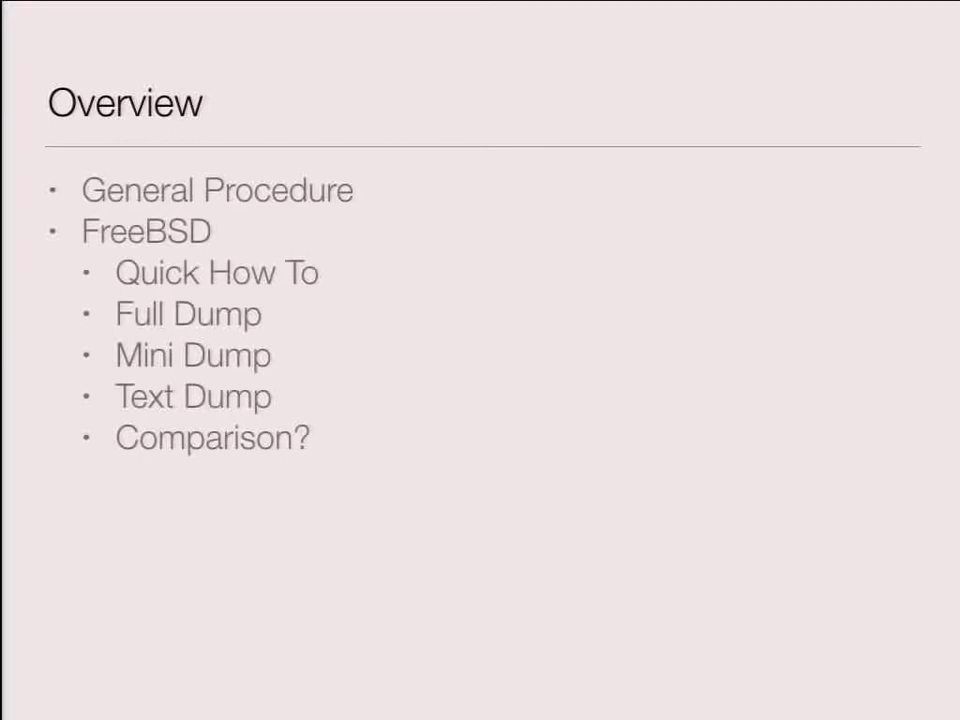 Overview
• General Procedure
• FreeBSD
• Quick How To
• Full Dump
• Mini Dump
• Text Dump
• Comparison?